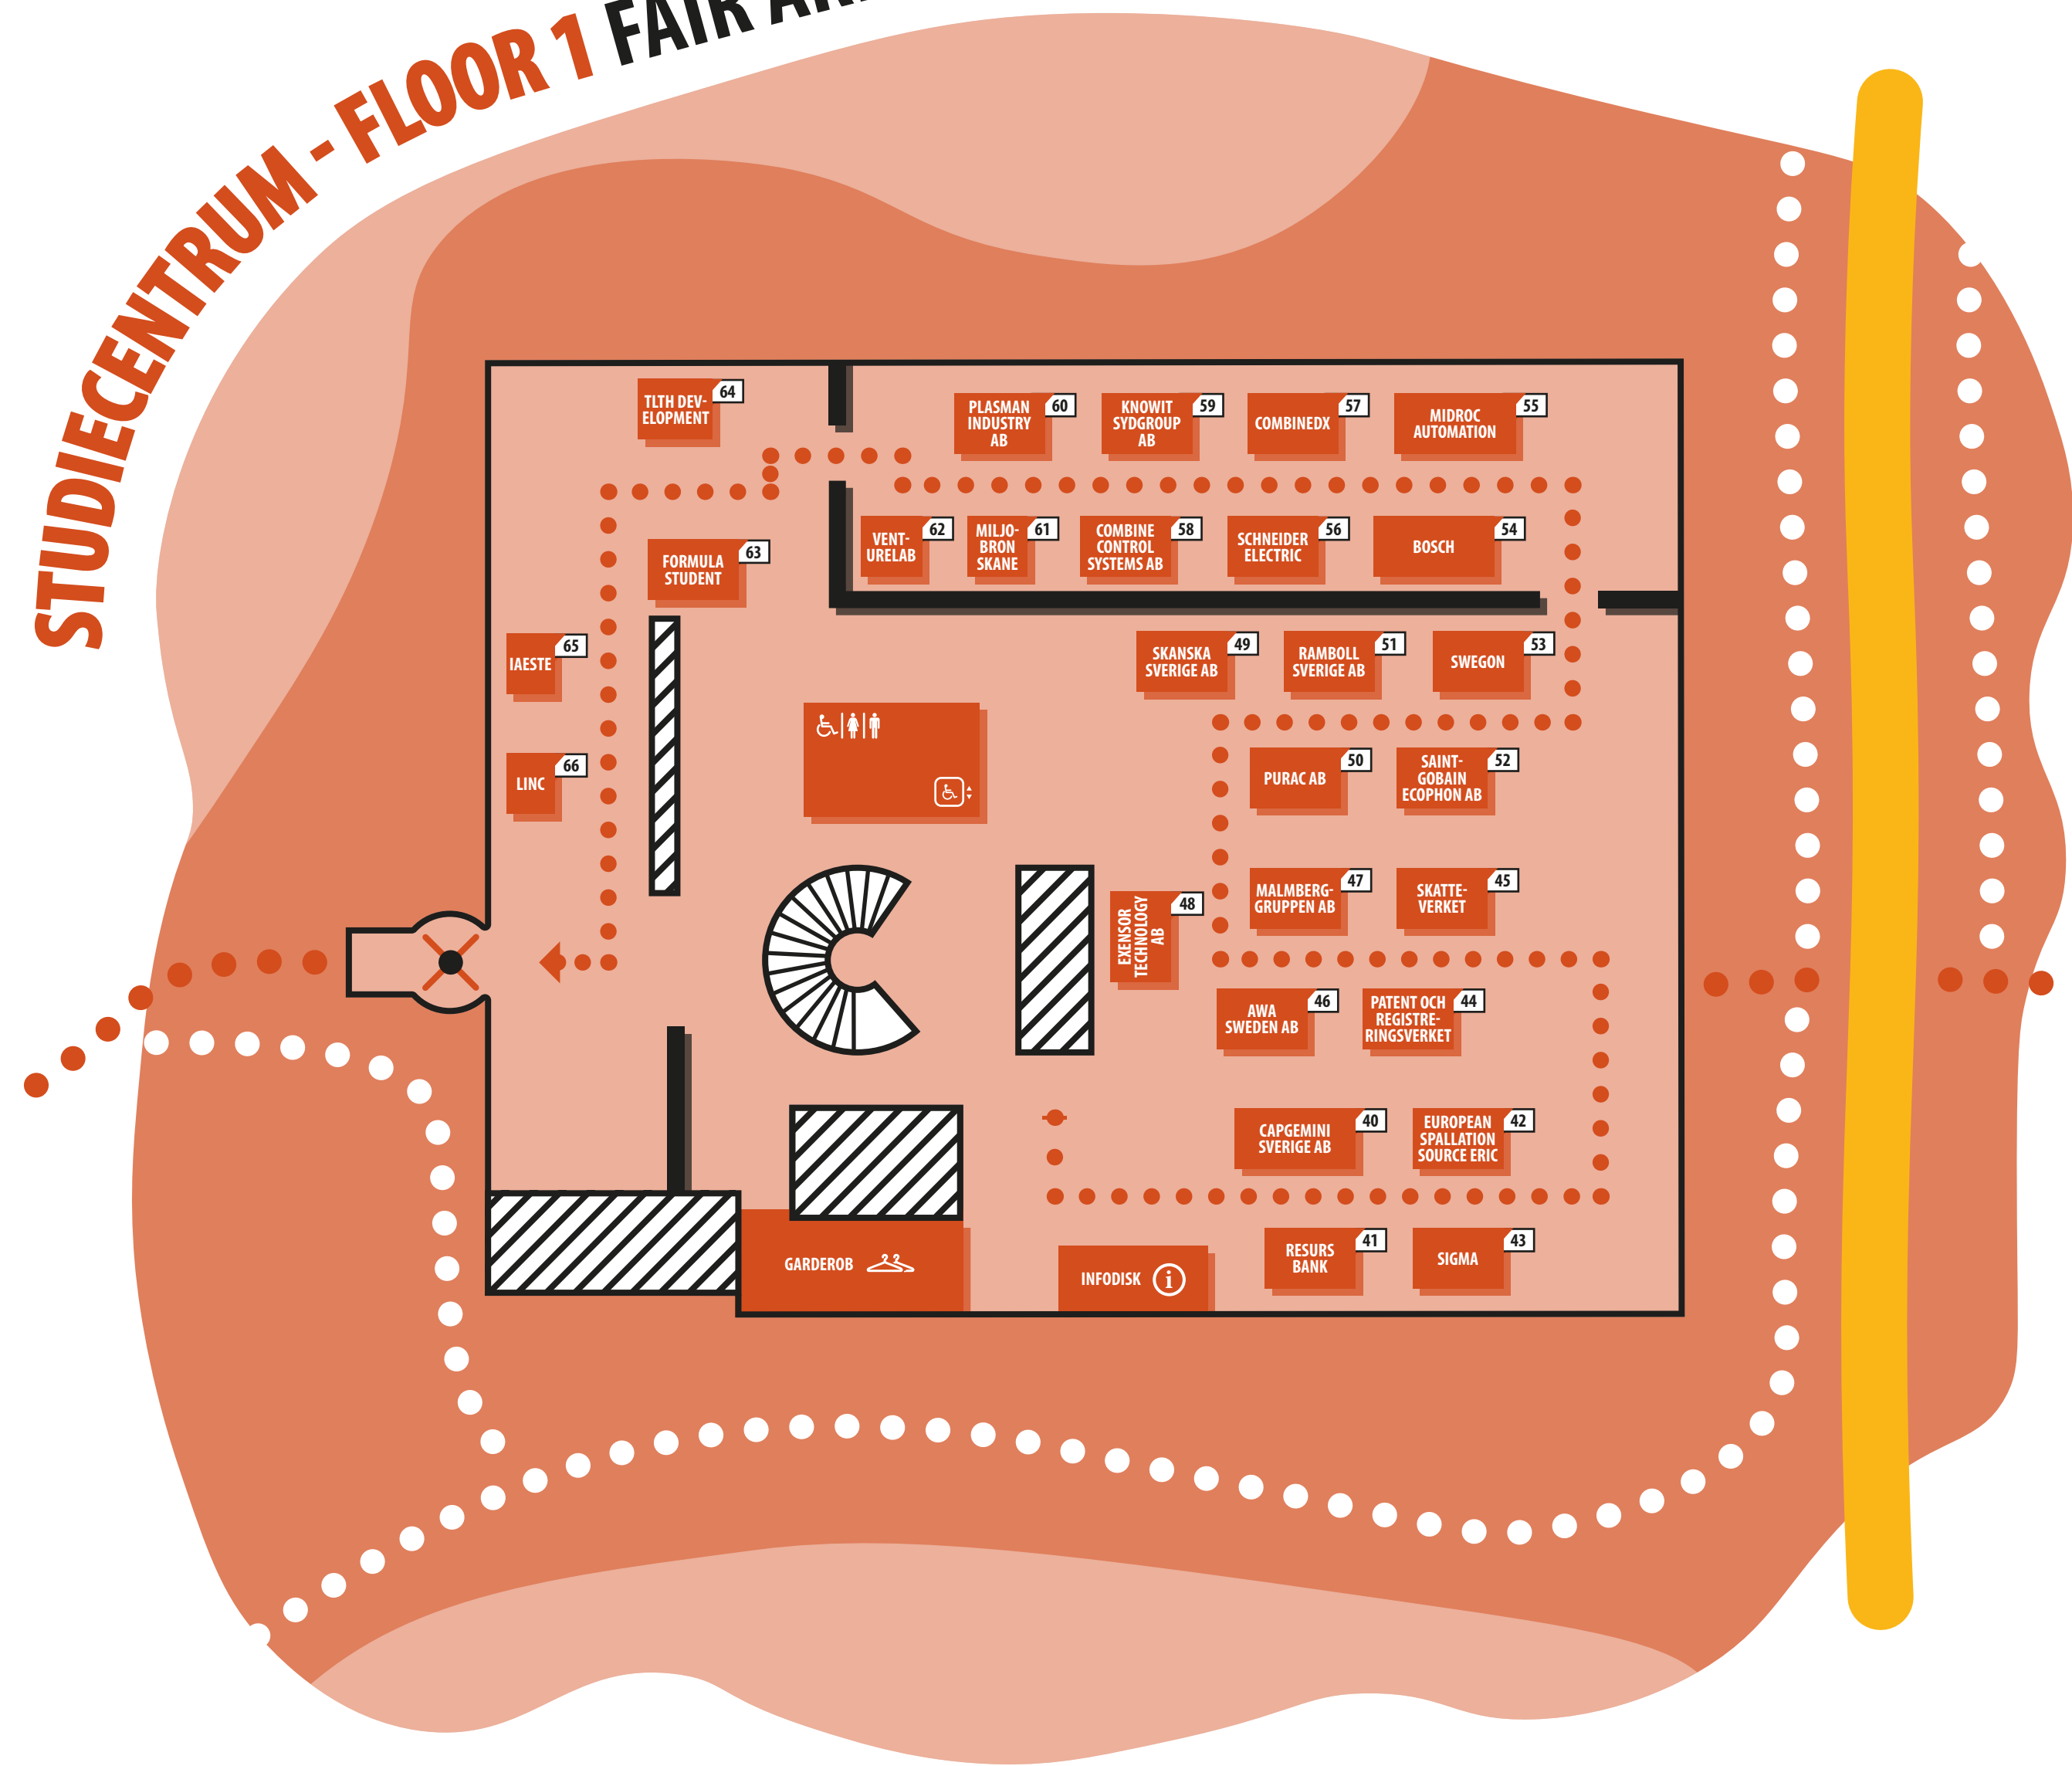 STUDIECENTRUM - FLOOR 1 FAIR
64
TLTH DEV-
ELOPMENT
60
PLASMAN
INDUSTRY
AB
59
KNOWIT
SYDGROUP
AB
57
COMBINEDX
55
MIDROC
AUTOMATION
63
FORMULA
STUDENT
62
VENT-
URELAB
61
MILJO-
BRON
SKANE
58
COMBINE
CONTROL
SYSTEMS AB
56
SCHNEIDER
ELECTRIC
54
BOSCH
65
IAESTE
49
SKANSKA
SVERIGE AB
51
RAMBOLL
SVERIGE AB
53
SWEGON
66
LINC
50
PURAC AB
52
SAINT-
GOBAIN
ECOPHON AB
48
EXENSOR
TECHNOLOGY
AB
47
MALMBERG-
GRUPPEN AB
45
SKATTE-
VERKET
46
AWA
SWEDEN AB
44
PATENT OCH
REGISTRE-
RINGSVERKET
40
CAPGEMINI
SVERIGE AB
42
EUROPEAN
SPALLATION
SOURCE ERIC
GARDEROB
INFODISK
i
41
RESURS
BANK
43
SIGMA